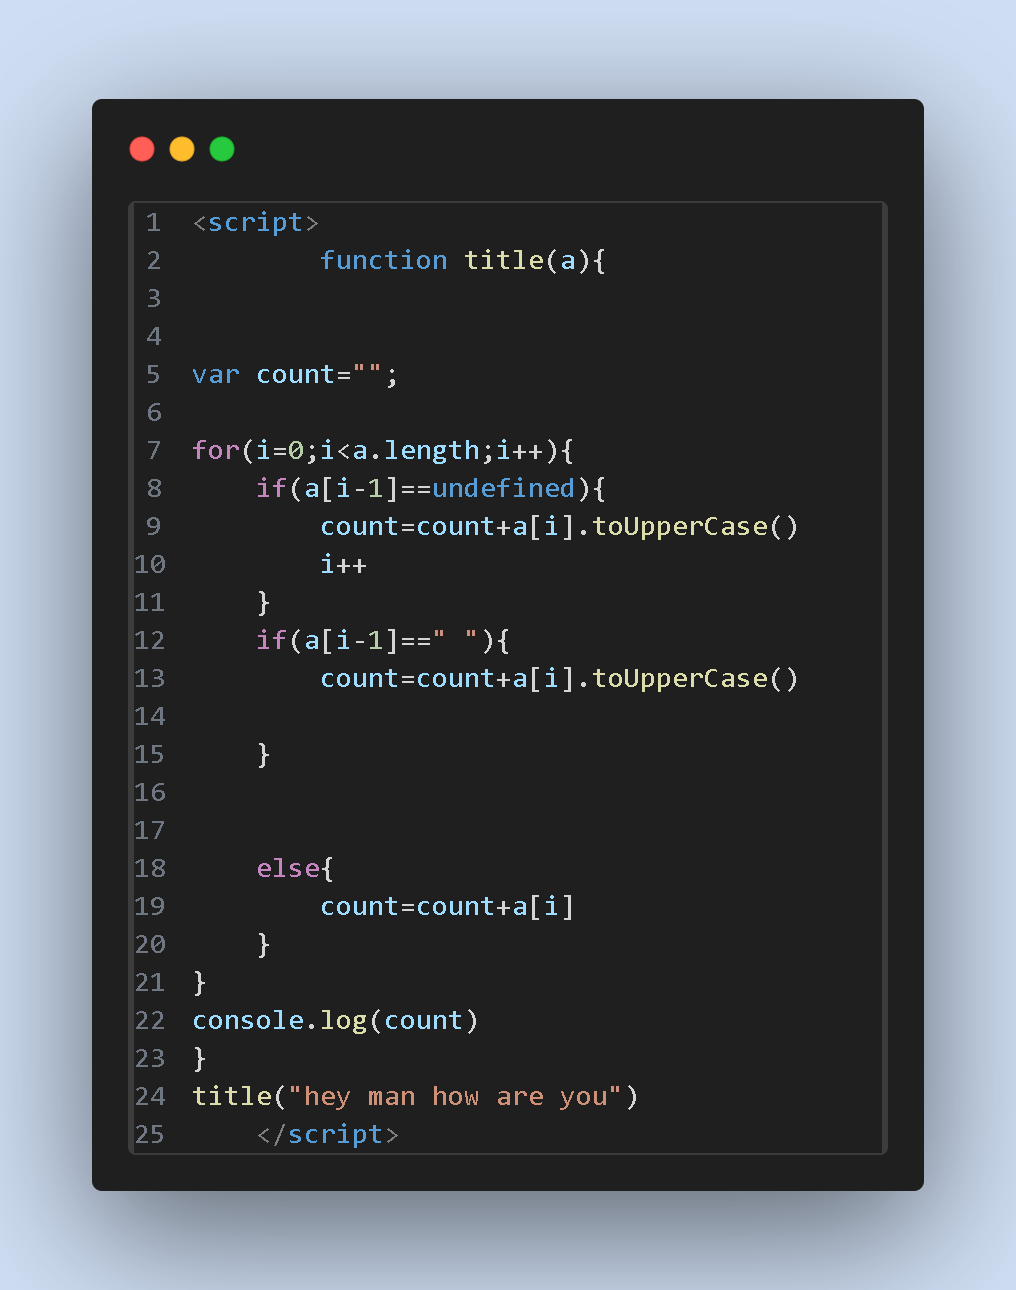 1 <script>
2         function title(a){
3
4
5 var count="";
6
7 for(i=0;i<a.length;i++){
8     if(a[i-1]==undefined){
9         count=count+a[i].toUpperCase()
10         i++
11     }
12     if(a[i-1]==" "){
13         count=count+a[i].toUpperCase()
14
15     }
16
17
18     else{
19         count=count+a[i]
20     }
21 }
22 console.log(count)
23 }
24 title("hey man how are you")
25     </script>